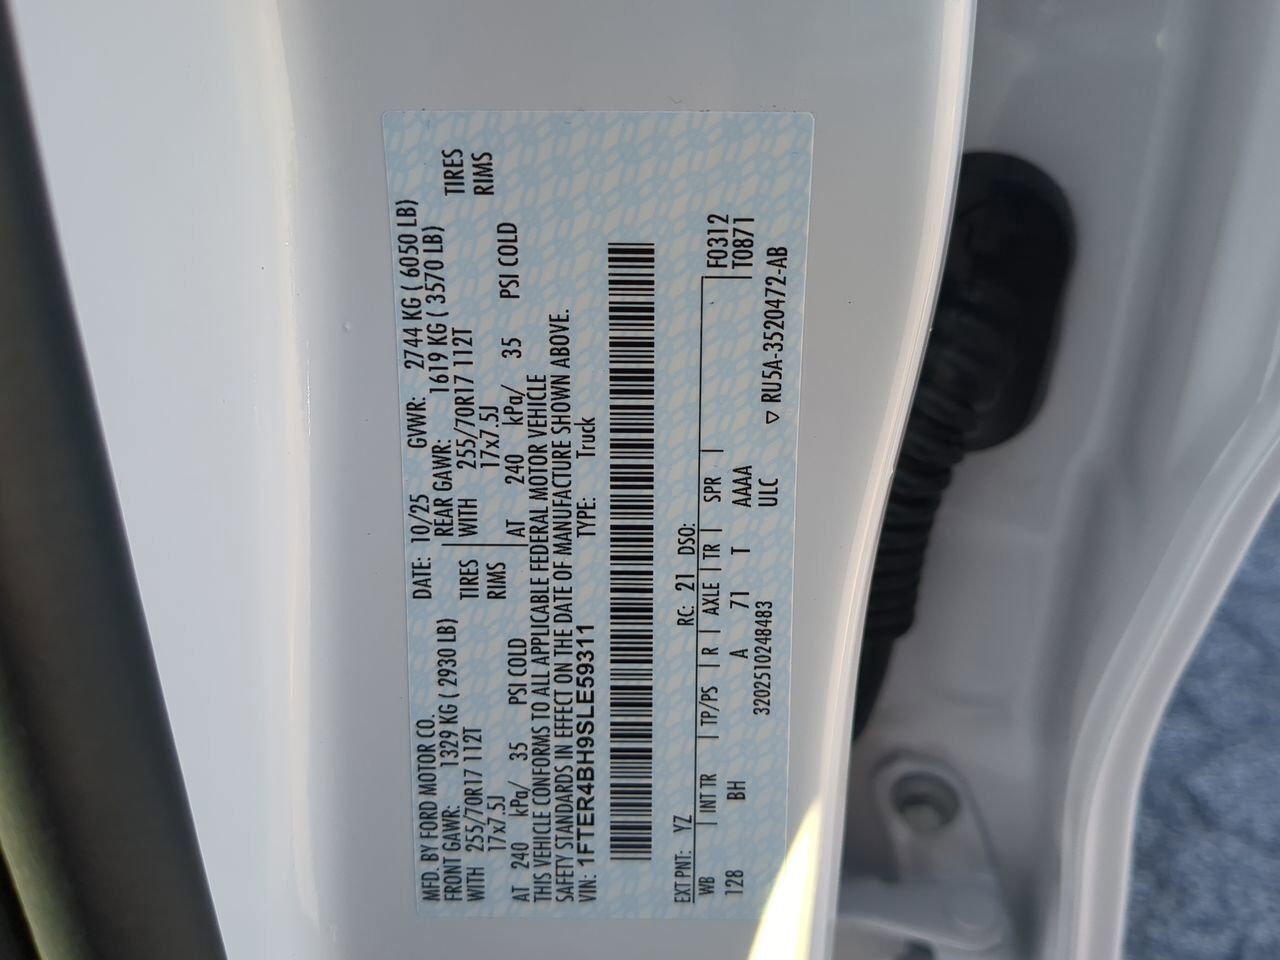 MFD. BY FORD MOTOR CO. DATE: 10/25 GVWR: 2744 KG ( 6050 LB)
FRONT GAWR: 1329 KG ( 2930 LB) REAR GAWR: 1619 KG ( 3570 LB)
WITH 255/70R17 112T TIRES WITH 255/70R17 112T TIRES
17x7.5J RIMS 17x7.5J RIMS
AT 240 kPa/ 35 PSI COLD AT 240 kPa/ 35 PSI COLD
THIS VEHICLE CONFORMS TO ALL APPLICABLE FEDERAL MOTOR VEHICLE
SAFETY STANDARDS IN EFFECT ON THE DATE OF MANUFACTURE SHOWN ABOVE.
VIN: 1FTER4BH9SLE59311 TYPE: Truck
EXT PNT: YZ RC: 21 DSO:
WB INT TR TP/PS R AXLE TR SPR F0312
128 BH A 71 T AAAA T0871
320251024B483 ULC ▽ RU5A-3520472-AB